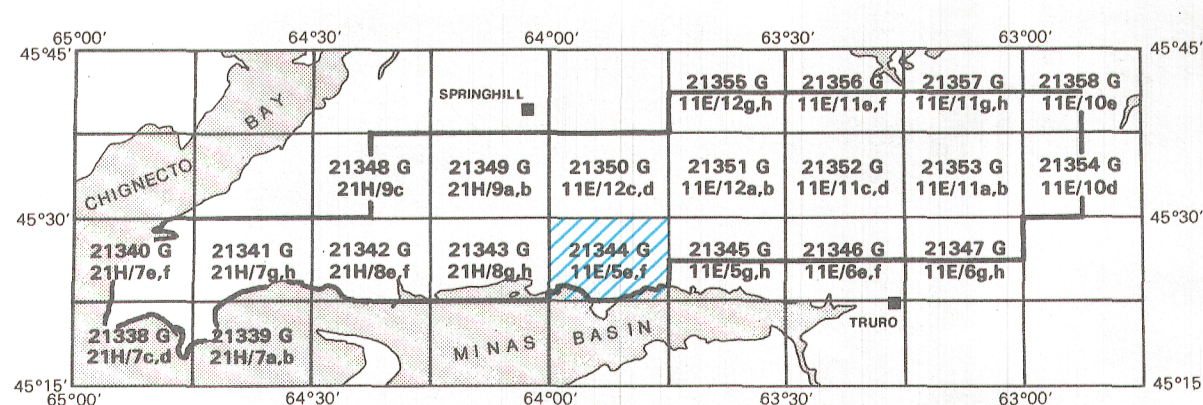 65°00' 64°30' 64°00' 63°30' 63°00'
45°45' 45°45'
21355 G 21356 G 21357 G 21358 G
11E/12g,h 11E/11e,f 11E/11g,h 11E/10e
SPRINGHILL
CHIGNECTO BAY
21348 G 21349 G 21350 G 21351 G 21352 G 21353 G 21354 G
21H/9c 21H/9a,b 11E/12c,d 11E/12a,b 11E/11c,d 11E/11a,b 11E/10d
45°30' 45°30'
21340 G 21341 G 21342 G 21343 G 21344 G 21345 G 21346 G 21347 G
21H/7e,f 21H/7g,h 21H/8e,f 21H/8g,h 11E/5e,f 11E/5g,h 11E/6e,f 11E/6g,h
TRURO
21338 G 21339 G
21H/7c,d 21H/7a,b
MINAS BASIN
45°15' 45°15
65°00' 64°30' 64°00' 63°30' 63°00'